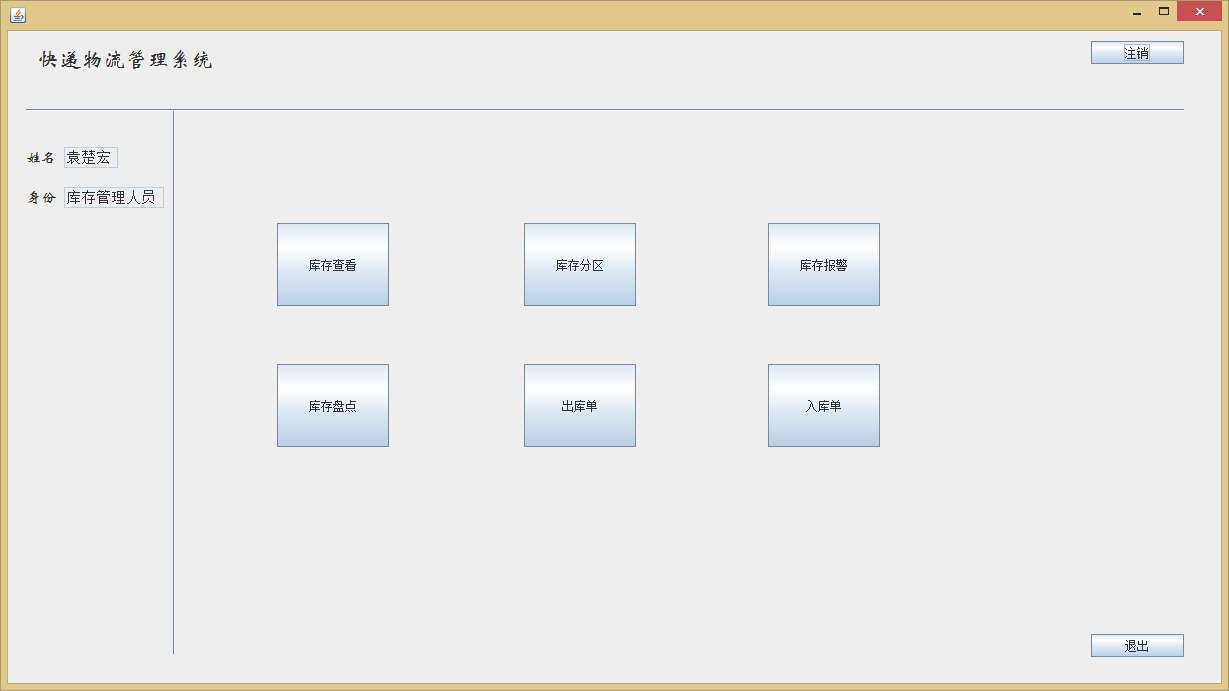 快递物流管理系统
注销
姓名 袁楚宏
身份 库存管理人员
库存查看 库存分区 库存报警
库存盘点 出库单 入库单
退出